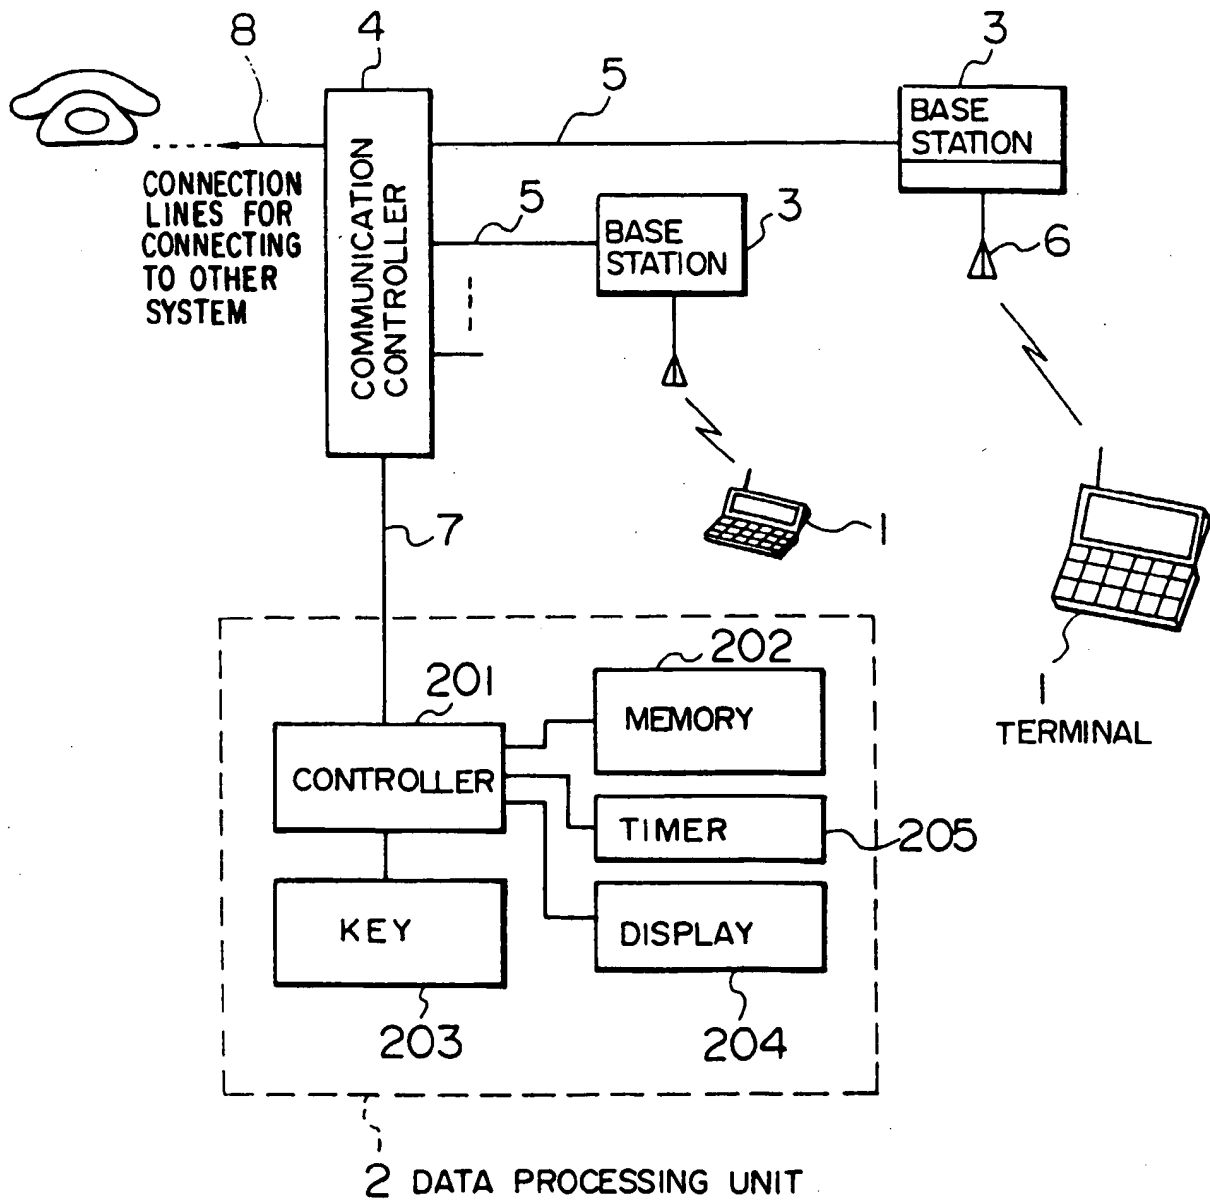 8
4
3
5
BASE
STATION
CONNECTION
LINES FOR
CONNECTING
TO OTHER
SYSTEM
COMMUNICATION
CONTROLLER
5
3
BASE
STATION
6
7
1
1
TERMINAL
201
202
MEMORY
CONTROLLER
TIMER
205
KEY
DISPLAY
203
204
2 DATA PROCESSING UNIT